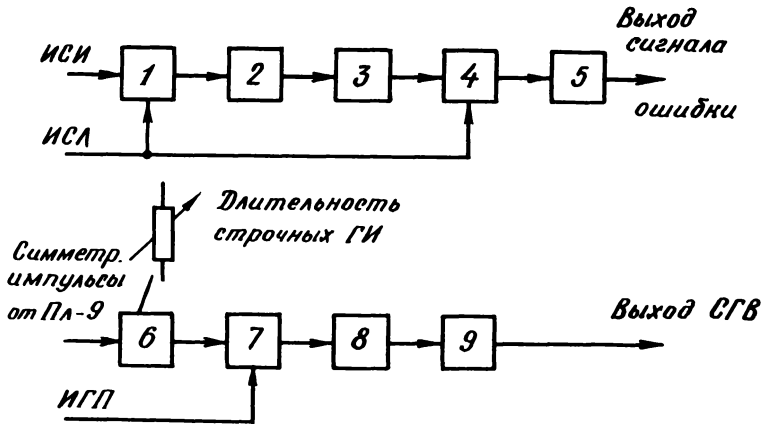 Выход
сигнала
ошибки
ИСИ
1
2
3
4
5
ИСЛ
Длительность
строчных ГИ
Симметр.
импульсы
от Пл-9
6
7
8
9
Выход СГВ
ИГП